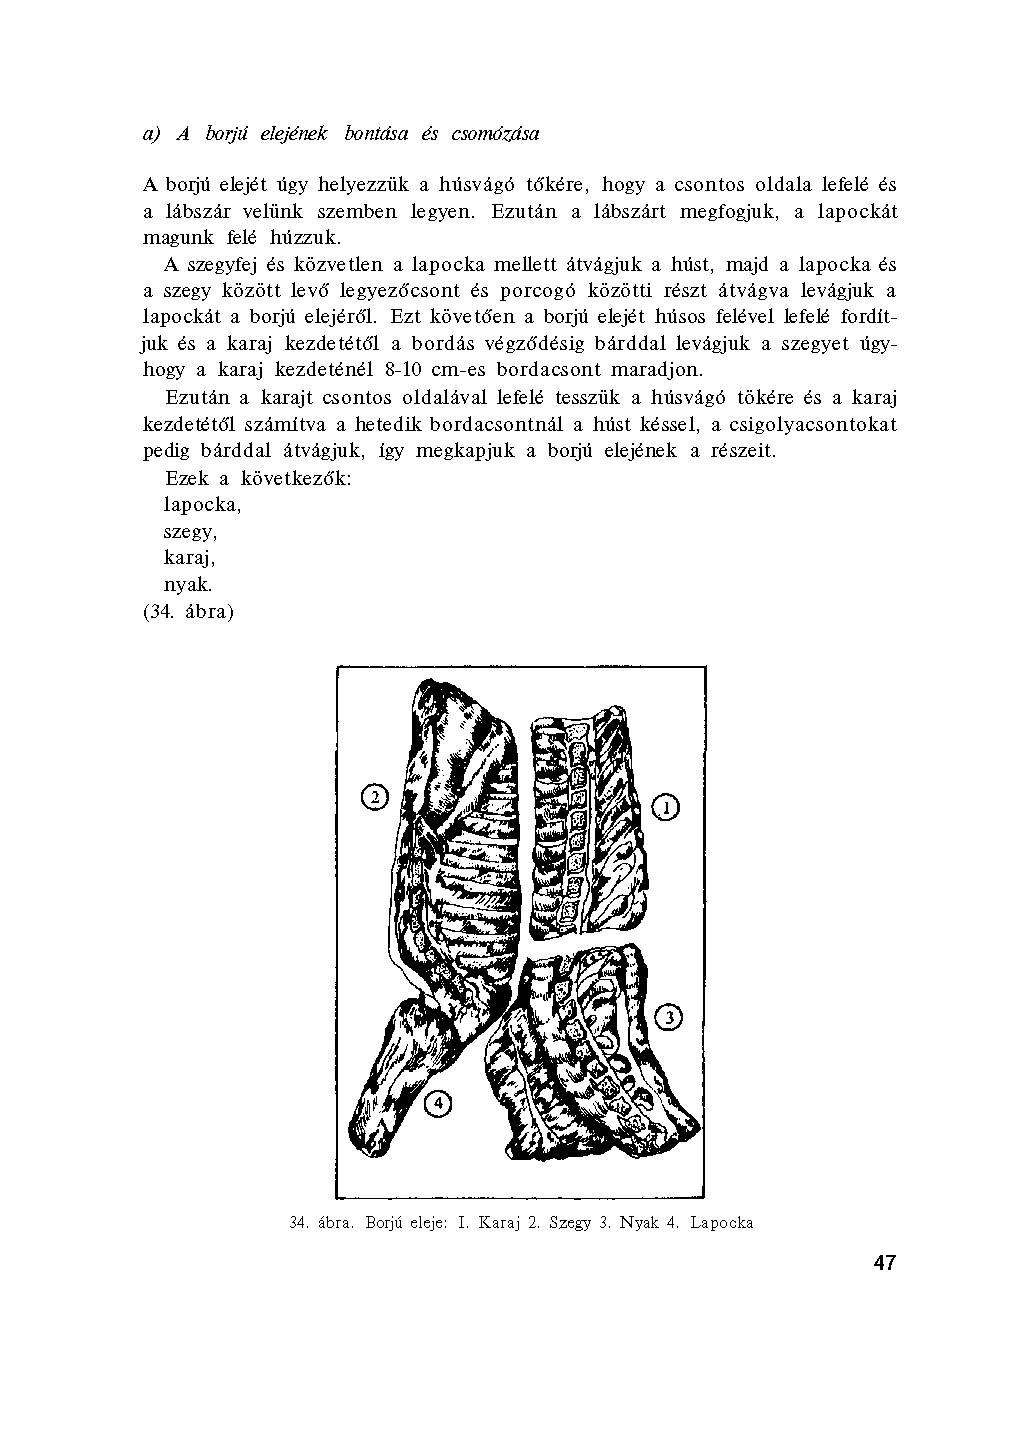 a) A borjú elejének bontása és csomózása
A borjú elejét úgy helyezzük a húsvágó tőkére, hogy a csontos oldala lefelé és
a lábszár velünk szemben legyen. Ezután a lábszárt megfogjuk, a lapockát
magunk felé húzzuk.
A szegyfej és közvetlen a lapocka mellett átvágjuk a húst, majd a lapocka és
a szegy között levő legyezőcsont és porcogó közötti részt átvágva levágjuk a
lapockát a borjú elejéről. Ezt követően a borjú elejét húsos felével lefelé fordít-
juk és a karaj kezdetétől a bordás végződésig bárddal levágjuk a szegyet úgy-
hogy a karaj kezdeténél 8-10 cm-es bordacsont maradjon.
Ezután a karajt csontos oldalával lefelé tesszük a húsvágó tökére és a karaj
kezdetétől számítva a hetedik bordacsontnál a húst késsel, a csigolyacsontokat
pedig bárddal átvágjuk, így megkapjuk a borjú elejének a részeit.
Ezek a következők:
lapocka,
szegy,
karaj,
nyak.
(34. ábra)
2
1
3
4
34. ábra. Borjú eleje: I. Karaj 2. Szegy 3. Nyak 4. Lapocka
47